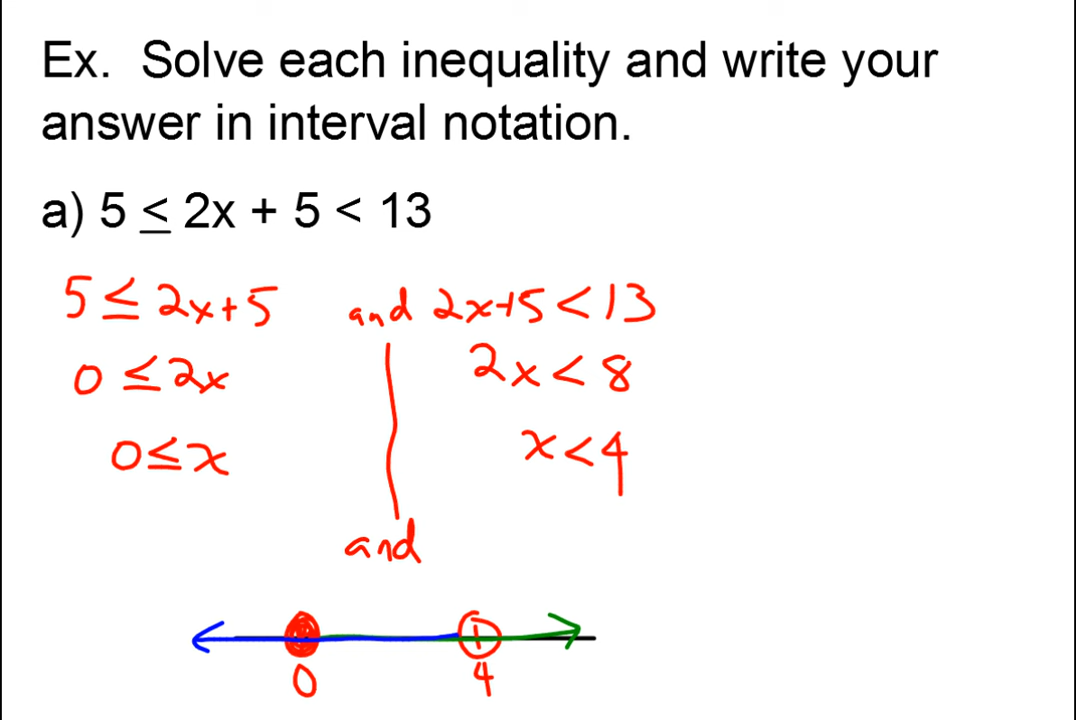 Ex. Solve each inequality and write your
answer in interval notation.
a) 5 ≤ 2x + 5 < 13
5 ≤ 2x+5 and 2x+5 < 13
0 ≤ 2x 2x < 8
0 ≤ x x < 4
and
0 4